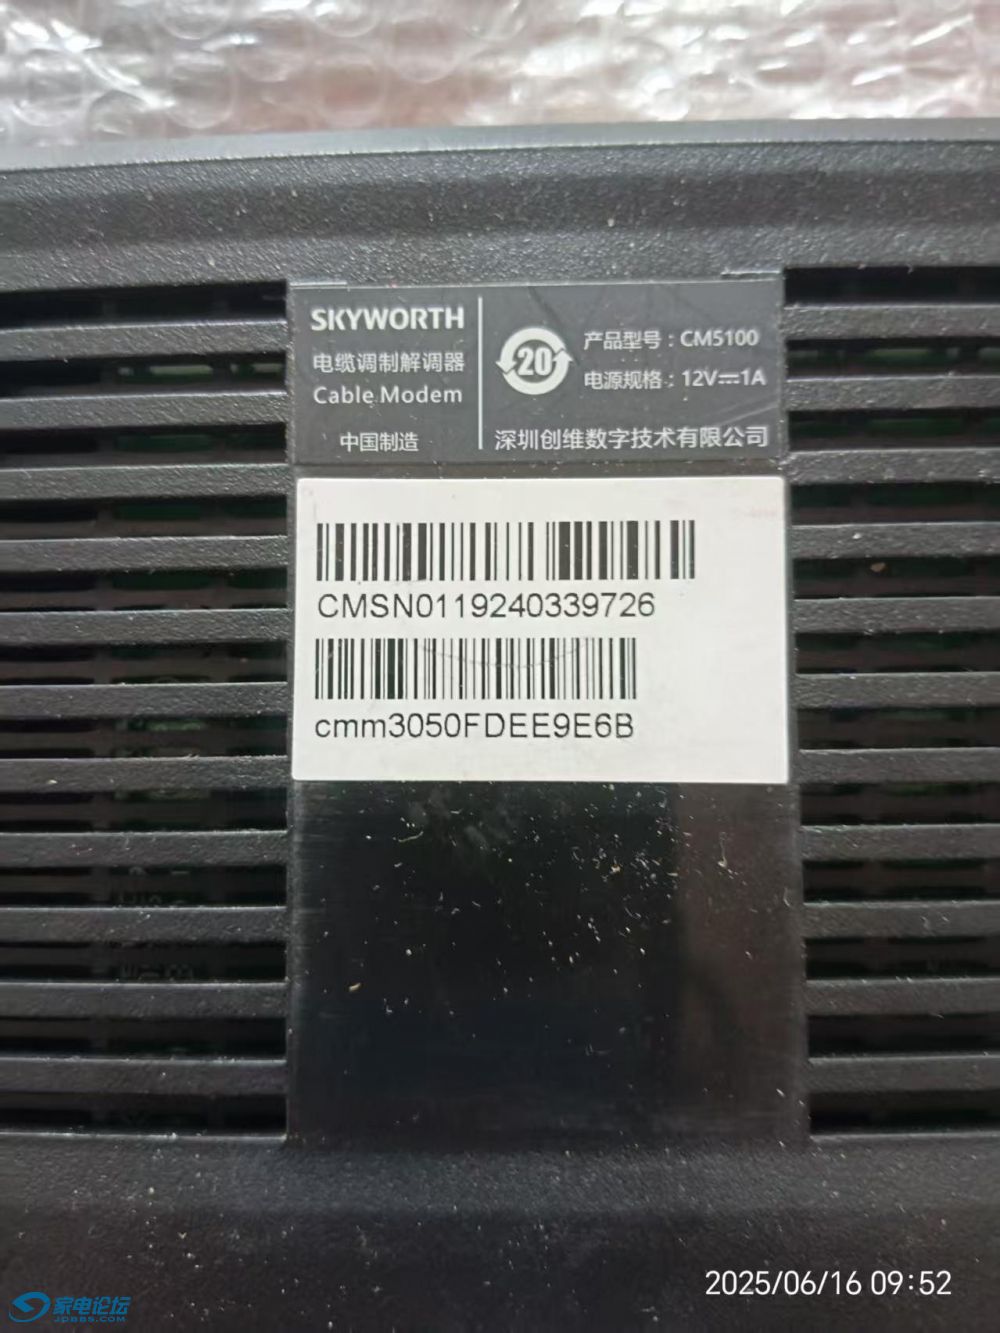 SKYWORTH
电缆调制解调器
Cable Modem
中国制造
20
产品型号：CM5100
电源规格：12V⎓1A
深圳创维数字技术有限公司
CMSN0119240339726
cmm3050FDEE9E6B
2025/06/16 09:52
家电论坛
JDBBS.COM